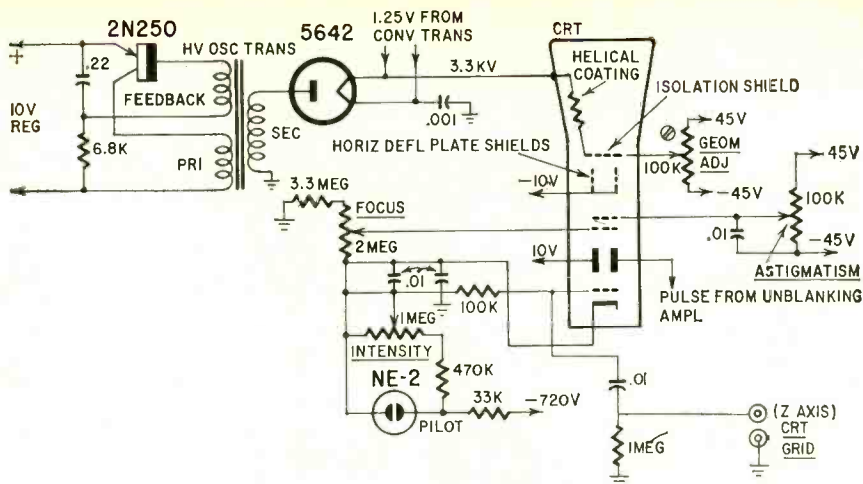 2N250
5642
1.25V FROM
CONV TRANS
CRT
+
.22
HV OSC TRANS
FEEDBACK
10V
REG
6.8K
PRI
SEC
3.3KV
.001
HELICAL
COATING
ISOLATION SHIELD
HORIZ DEFL PLATE SHIELDS
45V
100K
GEOM
ADJ
-45V
-10V
45V
100K
.01
-45V
ASTIGMATISM
3.3MEG
FOCUS
2MEG
10V
.01
PULSE FROM UNBLANKING
AMPL
100K
1MEG
INTENSITY
470K
NE-2
33K
-720V
PILOT
.01
(Z AXIS)
CRT
GRID
1MEG